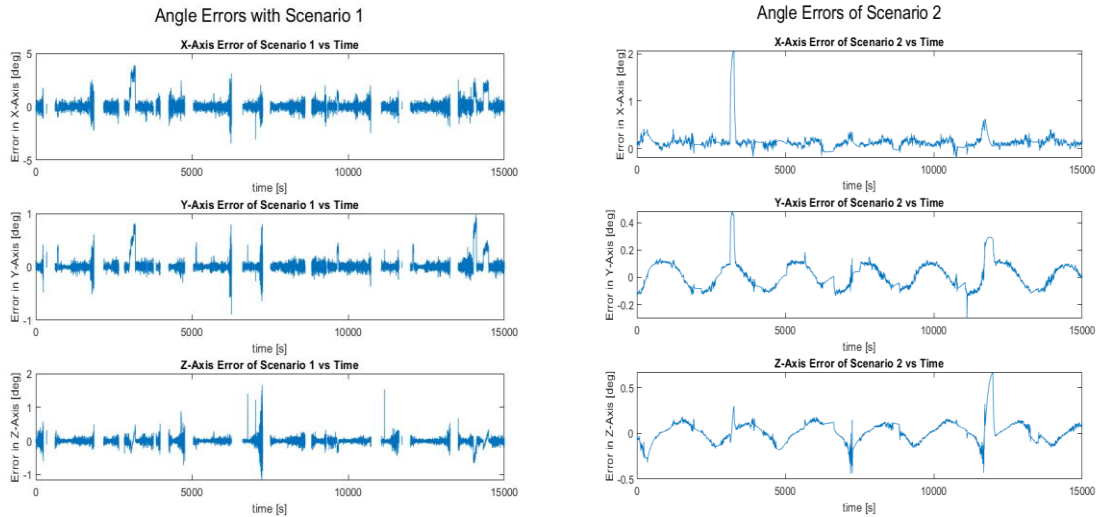 Angle Errors with Scenario 1
X-Axis Error of Scenario 1 vs Time
Error in X-Axis [deg]
5
0
-5
0 5000 10000 15000
time [s]
Y-Axis Error of Scenario 1 vs Time
Error in Y-Axis [deg]
1
0
-1
0 5000 10000 15000
time [s]
Z-Axis Error of Scenario 1 vs Time
Error in Z-Axis [deg]
2
1
0
-1
0 5000 10000 15000
time [s]
Angle Errors of Scenario 2
X-Axis Error of Scenario 2 vs Time
Error in X-Axis [deg]
2
1
0
0 5000 10000 15000
time [s]
Y-Axis Error of Scenario 2 vs Time
Error in Y-Axis [deg]
0.4
0.2
0
-0.2
0 5000 10000 15000
time [s]
Z-Axis Error of Scenario 2 vs Time
Error in Z-Axis [deg]
0.5
0
-0.5
0 5000 10000 15000
time [s]